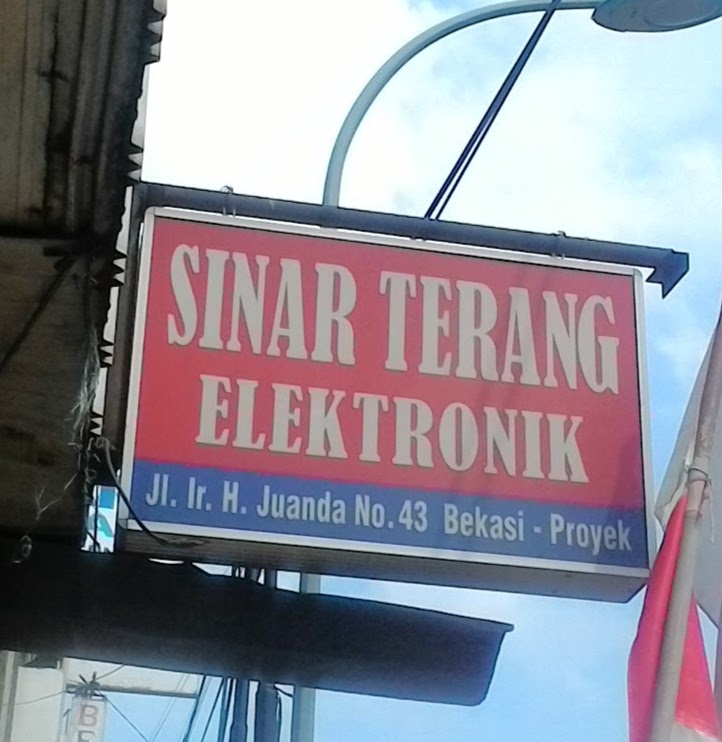 SINAR TERANG
ELEKTRONIK
Jl. Ir. H. Juanda No. 43 Bekasi - Proyek